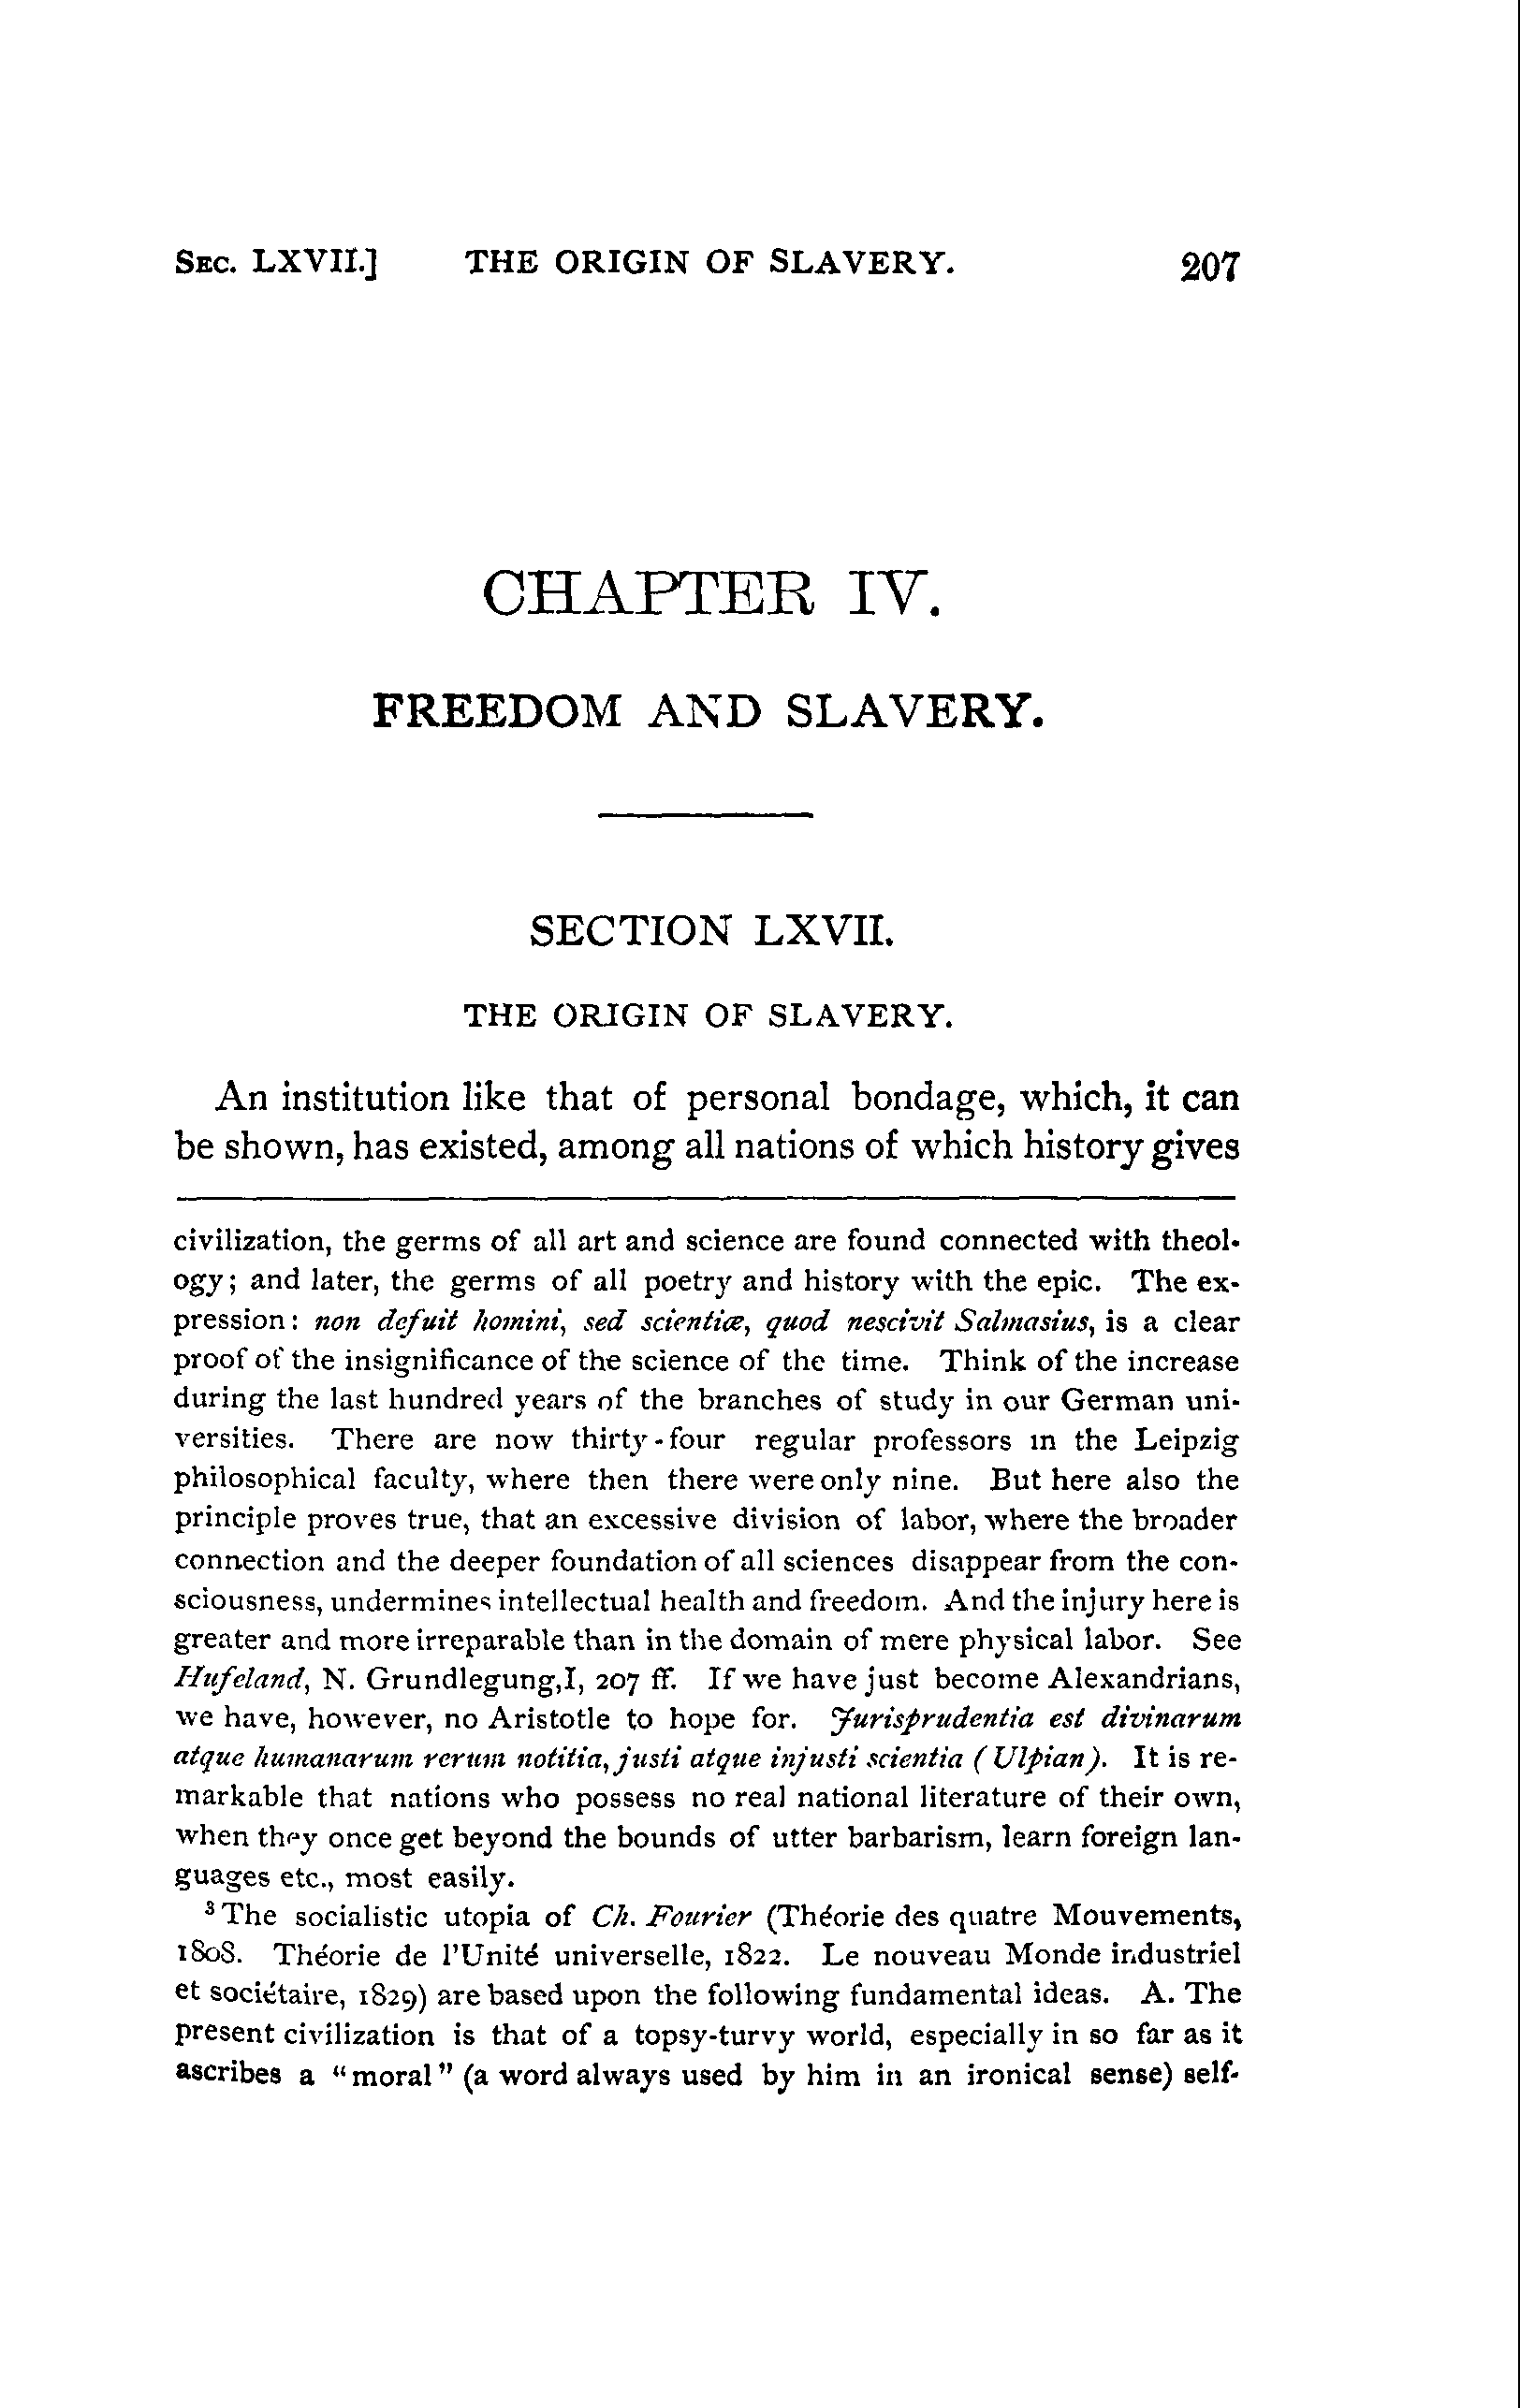 SEC. LXVII.] THE ORIGIN OF SLAVERY. 207
CHAPTER IV.
FREEDOM AND SLAVERY.
SECTION LXVII.
THE ORIGIN OF SLAVERY.
An institution like that of personal bondage, which, it can
be shown, has existed, among all nations of which history gives
civilization, the germs of all art and science are found connected with theol-
ogy; and later, the germs of all poetry and history with the epic. The ex-
pression: non defuit homini, sed scientiæ, quod nescivit Salmasius, is a clear
proof of the insignificance of the science of the time. Think of the increase
during the last hundred years of the branches of study in our German uni-
versities. There are now thirty-four regular professors in the Leipzig
philosophical faculty, where then there were only nine. But here also the
principle proves true, that an excessive division of labor, where the broader
connection and the deeper foundation of all sciences disappear from the con-
sciousness, undermines intellectual health and freedom. And the injury here is
greater and more irreparable than in the domain of mere physical labor. See
Hufeland, N. Grundlegung,I, 207 ff. If we have just become Alexandrians,
we have, however, no Aristotle to hope for. Jurisprudentia est divinarum
atque humanarum rerum notitia, justi atque injusti scientia (Ulpian). It is re-
markable that nations who possess no real national literature of their own,
when they once get beyond the bounds of utter barbarism, learn foreign lan-
guages etc., most easily.
³ The socialistic utopia of Ch. Fourier (Théorie des quatre Mouvements,
1808. Théorie de l'Unité universelle, 1822. Le nouveau Monde industriel
et sociétaire, 1829) are based upon the following fundamental ideas. A. The
present civilization is that of a topsy-turvy world, especially in so far as it
ascribes a "moral" (a word always used by him in an ironical sense) self-